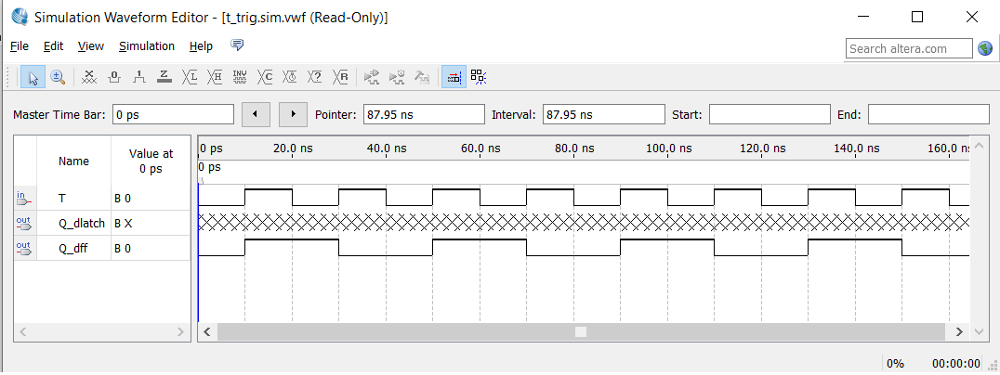 Simulation Waveform Editor - [t_trig.sim.vwf (Read-Only)]
File Edit View Simulation Help
Search altera.com
Master Time Bar: 0 ps Pointer: 87.95 ns Interval: 87.95 ns Start: End:
Name
Value at
0 ps
0 ps 20.0 ns 40.0 ns 60.0 ns 80.0 ns 100.0 ns 120.0 ns 140.0 ns 160.0
0 ps
in T B 0
out Q_dlatch B X
out Q_dff B 0
0% 00:00:00